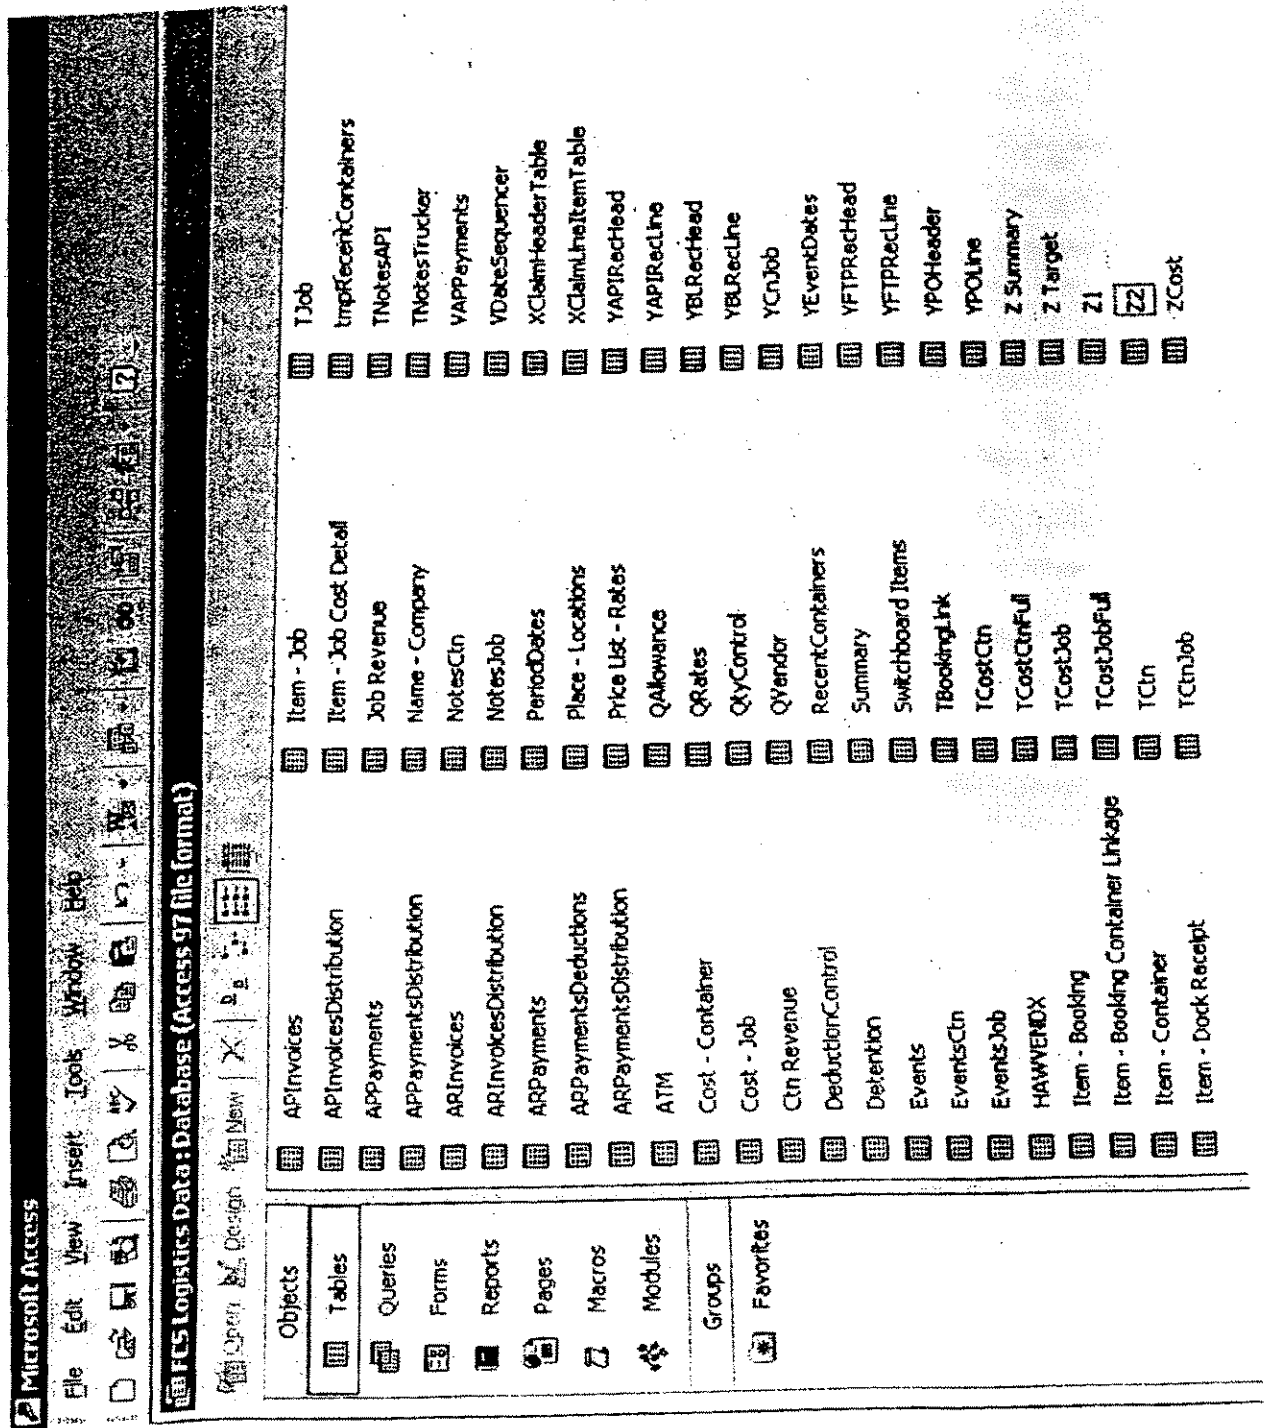 Microsoft Access
File Edit View Insert Tools Window Help
FCS Logistics Data : Database (Access 97 file format)
Open Design New
Objects
Tables
Queries
Forms
Reports
Pages
Macros
Modules
Groups
Favorites
APInvoices
APInvoicesDistribution
APPayments
APPaymentsDistribution
ARInvoices
ARInvoicesDistribution
ARPayments
ARPaymentsDeductions
ARPaymentsDistribution
ATM
Cost - Container
Cost - Job
Ctn Revenue
DeductionControl
Detention
Events
EventsCtn
EventsJob
HAWVENDX
Item - Booking
Item - Booking Container Linkage
Item - Container
Item - Dock Receipt
Item - Job
Item - Job Cost Detail
Job Revenue
Name - Company
NotesCtn
NotesJob
PeriodDates
Place - Locations
Price List - Rates
QAllowance
QRates
QtyControl
QVendor
RecentContainers
Summary
Switchboard Items
TBookingLink
TCostCtn
TCostCtnFull
TCostJob
TCostJobFull
TCtn
TCtnJob
TJob
tmpRecentContainers
TNotesAPI
TNotesTrucker
VAPPayments
VDateSequencer
XClaimHeaderTable
XClaimLineItemTable
YAPIRecHead
YAPIRecLine
YBLRecHead
YBLRecLine
YCnJob
YEventDates
YFTPRecHead
YFTPRecLine
YPOHeader
YPOLine
Z Summary
Z Target
Z1
Z2
ZCost